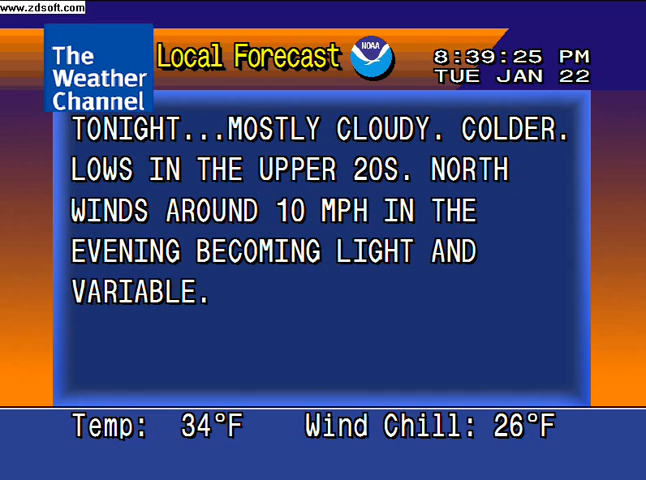 www.zdsoft.com
The
Weather
Channel
Local Forecast
NOAA
8:39:25 PM
TUE JAN 22
TONIGHT...MOSTLY CLOUDY. COLDER.
LOWS IN THE UPPER 20S. NORTH
WINDS AROUND 10 MPH IN THE
EVENING BECOMING LIGHT AND
VARIABLE.
Temp: 34°F Wind Chill: 26°F